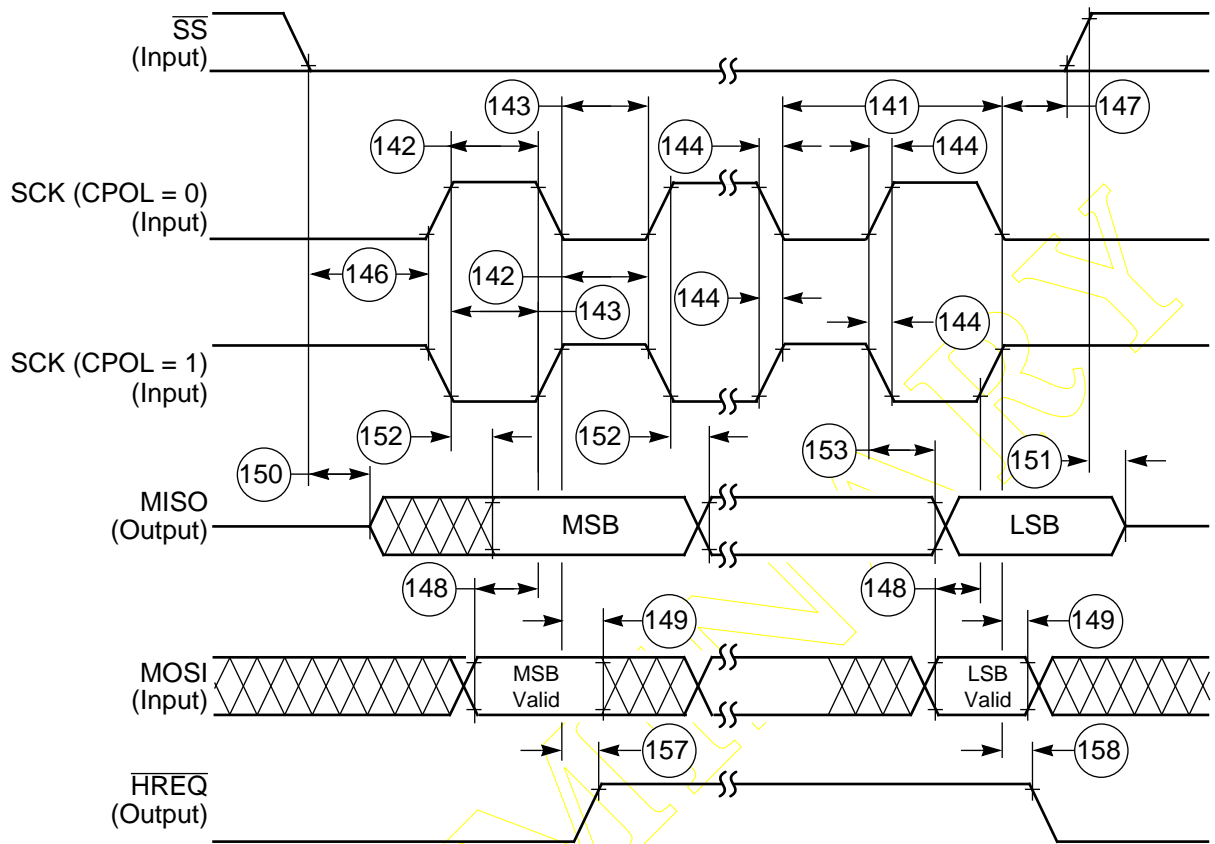 SS
(Input)
143
141
147
142
144
144
SCK (CPOL = 0)
(Input)
146
142
143
144
144
SCK (CPOL = 1)
(Input)
152
152
153
150
151
MISO
(Output)
MSB
LSB
148
148
149
149
MOSI
(Input)
MSB
Valid
LSB
Valid
157
158
HREQ
(Output)